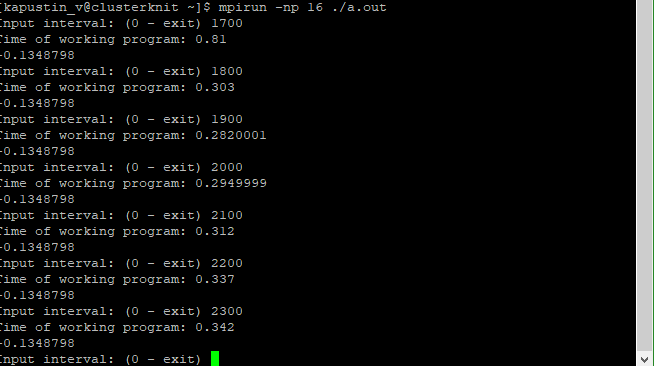 [kapustin_v@clusterknit ~]$ mpirun -np 16 ./a.out
Input interval: (0 - exit) 1700
Time of working program: 0.81
-0.1348798
Input interval: (0 - exit) 1800
Time of working program: 0.303
-0.1348798
Input interval: (0 - exit) 1900
Time of working program: 0.2820001
-0.1348798
Input interval: (0 - exit) 2000
Time of working program: 0.2949999
-0.1348798
Input interval: (0 - exit) 2100
Time of working program: 0.312
-0.1348798
Input interval: (0 - exit) 2200
Time of working program: 0.337
-0.1348798
Input interval: (0 - exit) 2300
Time of working program: 0.342
-0.1348798
Input interval: (0 - exit)